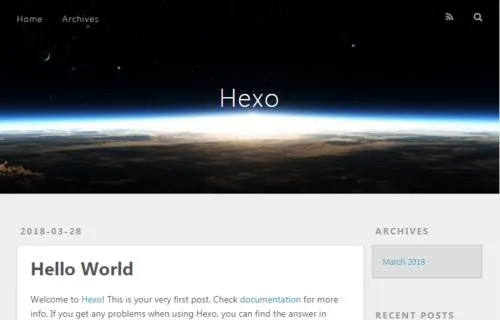 Home Archives
Hexo
2018-03-28
Hello World
Welcome to Hexo! This is your very first post. Check documentation for more
info. If you get any problems when using Hexo, you can find the answer in
ARCHIVES
March 2018
RECENT POSTS